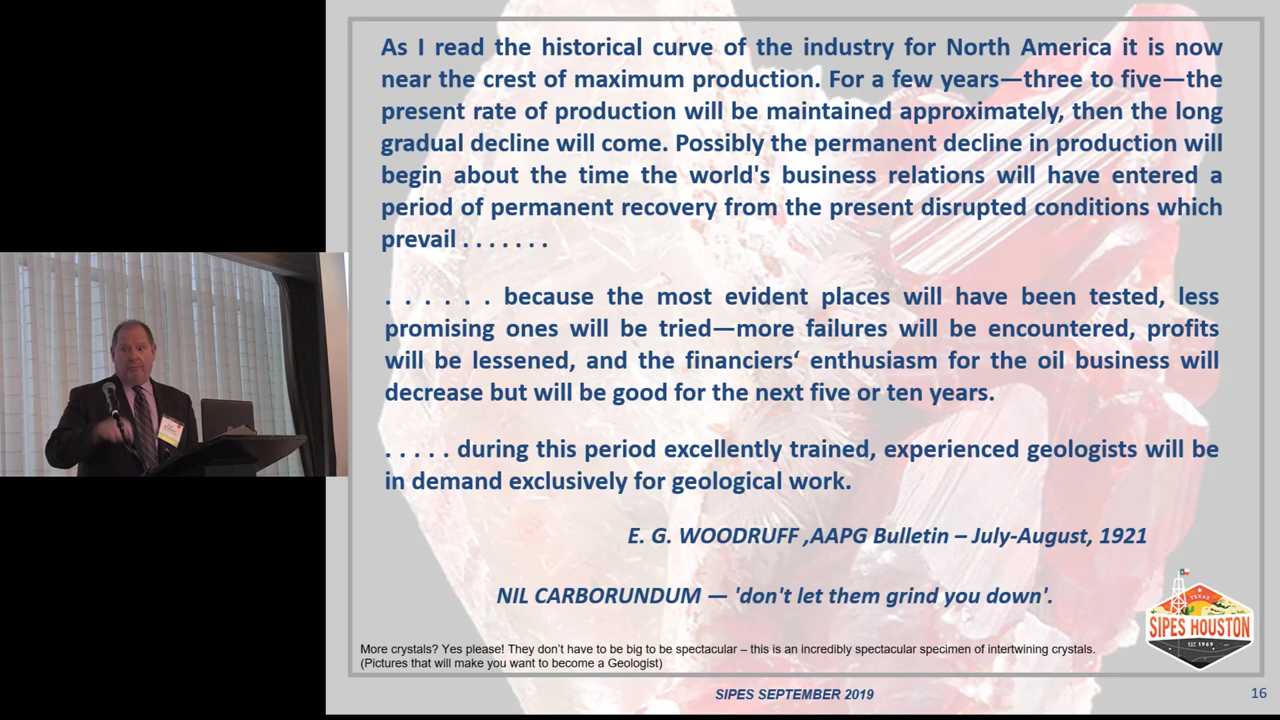 As I read the historical curve of the industry for North America it is now
near the crest of maximum production. For a few years—three to five—the
present rate of production will be maintained approximately, then the long
gradual decline will come. Possibly the permanent decline in production will
begin about the time the world's business relations will have entered a
period of permanent recovery from the present disrupted conditions which
prevail . . . . . . .
. . . . . . because the most evident places will have been tested, less
promising ones will be tried—more failures will be encountered, profits
will be lessened, and the financiers‘ enthusiasm for the oil business will
decrease but will be good for the next five or ten years.
. . . . . during this period excellently trained, experienced geologists will be
in demand exclusively for geological work.
E. G. WOODRUFF ,AAPG Bulletin – July-August, 1921
NIL CARBORUNDUM — 'don't let them grind you down'.
TEXAS
SIPES HOUSTON
EST 1949
More crystals? Yes please! They don’t have to be big to be spectacular – this is an incredibly spectacular specimen of intertwining crystals.
(Pictures that will make you want to become a Geologist)
SIPES SEPTEMBER 2019
16